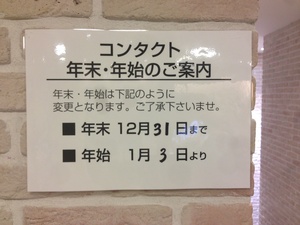 コンタクト
年末・年始のご案内
年末・年始は下記のように
変更となります。ご了承下さいませ。
■ 年末 12月31日まで
■ 年始 1月 3日より